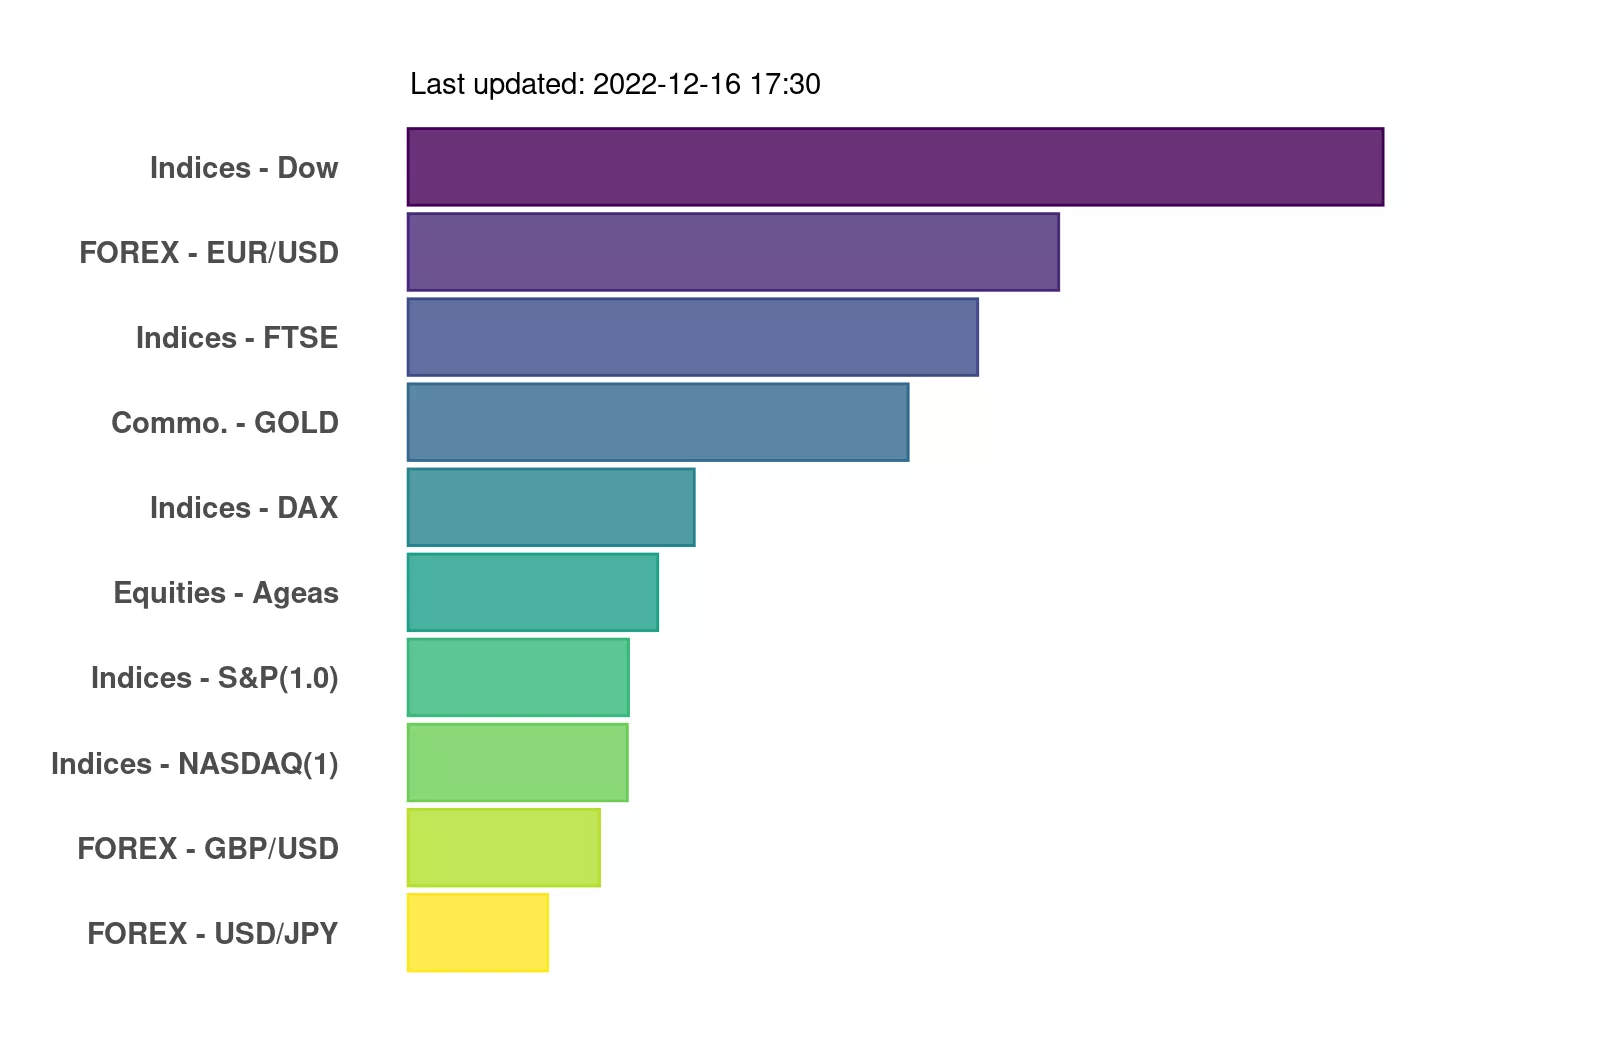 Last updated: 2022-12-16 17:30
Indices - Dow
FOREX - EUR/USD
Indices - FTSE
Commo. - GOLD
Indices - DAX
Equities - Ageas
Indices - S&P(1.0)
Indices - NASDAQ(1)
FOREX - GBP/USD
FOREX - USD/JPY